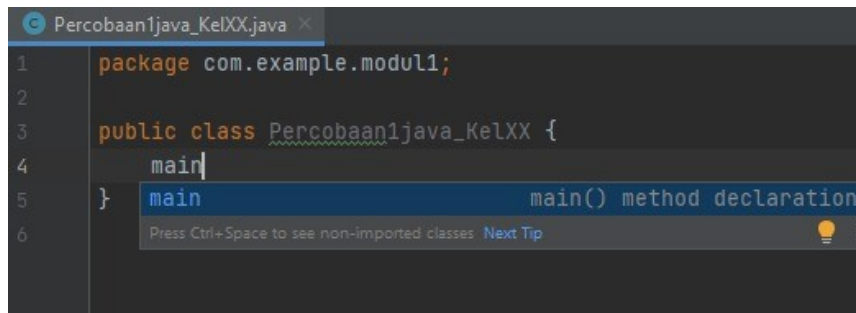 Percobaan1java_KelXX.java
1 package com.example.modul1;
2
3 public class Percobaan1java_KelXX {
4 main
5 }
main main() method declaration
6
Press Ctrl+Space to see non-imported classes Next Tip